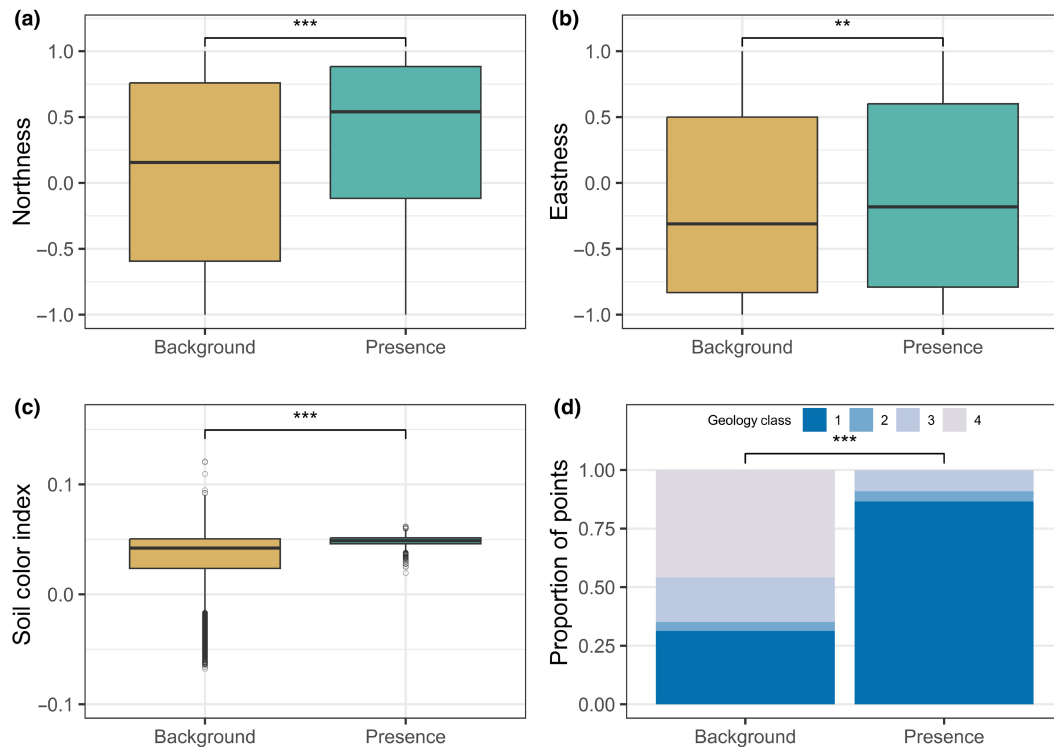 (a)
***
1.0
0.5
0.0
−0.5
−1.0
Northness
Background Presence
(b)
**
1.0
0.5
0.0
−0.5
−1.0
Eastness
Background Presence
(c)
***
0.1
0.0
−0.1
Soil color index
Background Presence
(d)
Geology class 1 2 3 4
***
1.00
0.75
0.50
0.25
0.00
Proportion of points
Background Presence